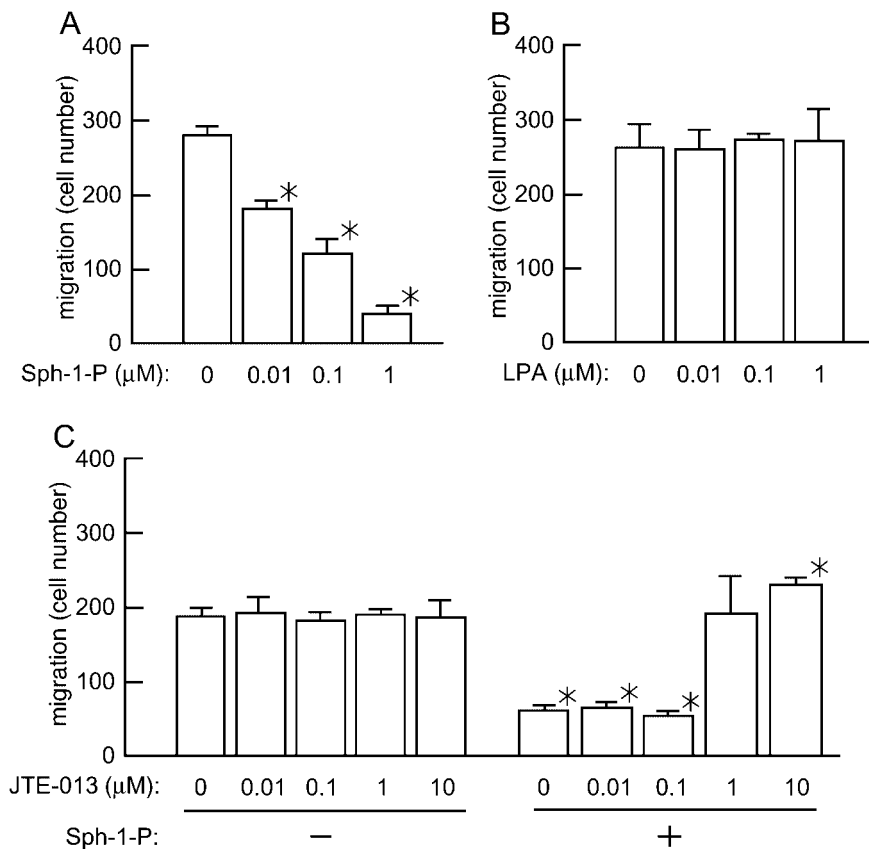 A
400
300
200
100
0
migration (cell number)
*
*
*
Sph-1-P (μM): 0 0.01 0.1 1
B
400
300
200
100
0
migration (cell number)
LPA (μM): 0 0.01 0.1 1
C
400
300
200
100
0
migration (cell number)
* * * *
JTE-013 (μM): 0 0.01 0.1 1 10 0 0.01 0.1 1 10
Sph-1-P: − +